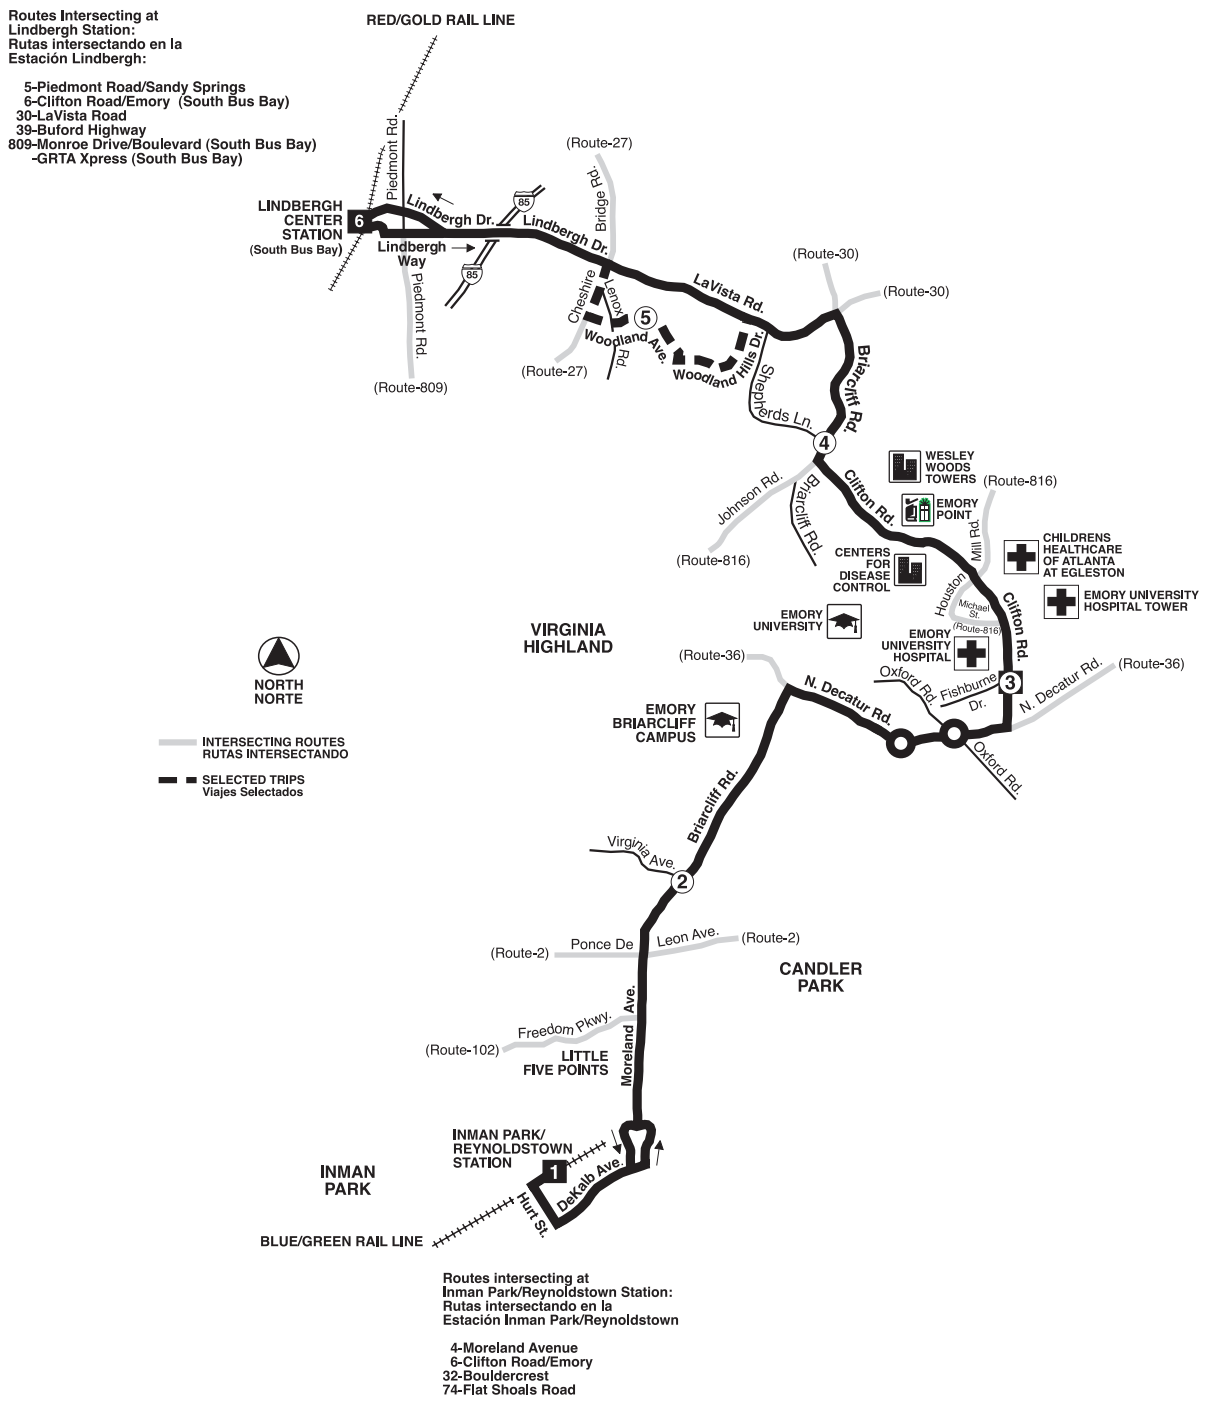 Routes Intersecting at
Lindbergh Station:
Rutas intersectando en la
Estación Lindbergh:
5-Piedmont Road/Sandy Springs
6-Clifton Road/Emory (South Bus Bay)
30-LaVista Road
39-Buford Highway
809-Monroe Drive/Boulevard (South Bus Bay)
-GRTA Xpress (South Bus Bay)
RED/GOLD RAIL LINE
Piedmont Rd.
(Route-27)
Bridge Rd.
85
LINDBERGH
CENTER
STATION
(South Bus Bay)
6
Lindbergh Dr.
Lindbergh Dr.
Lindbergh
Way
85
Piedmont Rd.
(Route-809)
Cheshire
Lenox
Rd.
5
Woodland Ave.
(Route-27)
Woodland Hills Dr.
LaVista Rd.
(Route-30)
(Route-30)
Briarcliff Rd.
Shepherds Ln.
4
Johnson Rd.
(Route-816)
Briarcliff Rd.
Clifton Rd.
WESLEY
WOODS
TOWERS
EMORY
POINT
(Route-816)
Mill Rd.
CENTERS
FOR
DISEASE
CONTROL
CHILDRENS
HEALTHCARE
OF ATLANTA
AT EGLESTON
Houston
Michael
St.
(Route-816)
Clifton Rd.
EMORY UNIVERSITY
HOSPITAL TOWER
EMORY
UNIVERSITY
EMORY
UNIVERSITY
HOSPITAL
VIRGINIA
HIGHLAND
NORTH
NORTE
(Route-36)
Oxford Rd.
Fishburne
Dr.
3
N. Decatur Rd.
(Route-36)
N. Decatur Rd.
Oxford Rd.
EMORY
BRIARCLIFF
CAMPUS
INTERSECTING ROUTES
RUTAS INTERSECTANDO
SELECTED TRIPS
Viajes Selectados
Briarcliff Rd.
Virginia Ave.
2
(Route-2)
Ponce De
Leon Ave.
(Route-2)
CANDLER
PARK
Moreland Ave.
Freedom Pkwy.
(Route-102)
LITTLE
FIVE POINTS
INMAN PARK/
REYNOLDSTOWN
STATION
1
INMAN
PARK
DeKalb Ave.
Hurt St.
BLUE/GREEN RAIL LINE
Routes intersecting at
Inman Park/Reynoldstown Station:
Rutas intersectando en la
Estación Inman Park/Reynoldstown
4-Moreland Avenue
6-Clifton Road/Emory
32-Bouldercrest
74-Flat Shoals Road